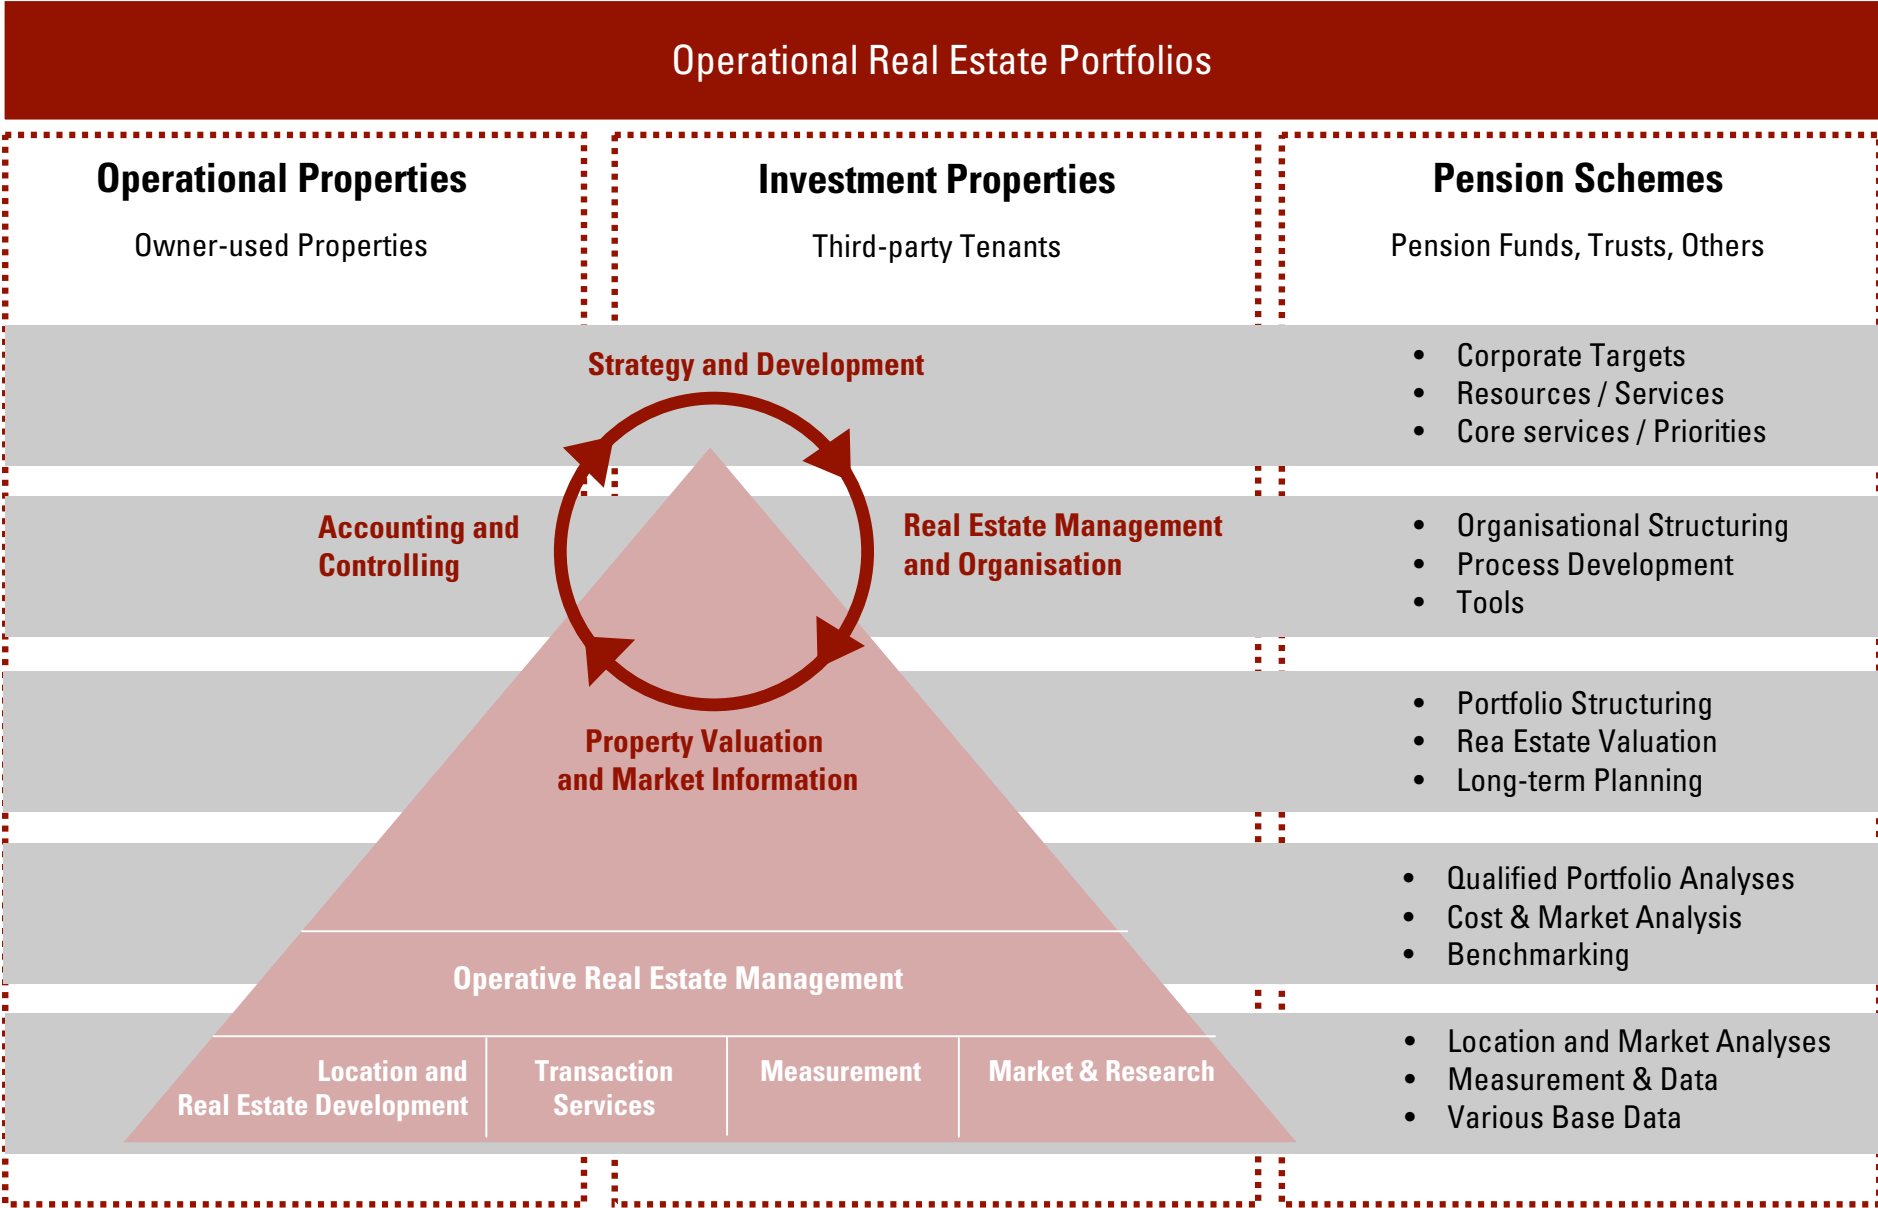 Operational Real Estate Portfolios
Operational Properties
Owner-used Properties
Investment Properties
Third-party Tenants
Pension Schemes
Pension Funds, Trusts, Others
Strategy and Development
• Corporate Targets
• Resources / Services
• Core services / Priorities
Accounting and
Controlling
Real Estate Management
and Organisation
• Organisational Structuring
• Process Development
• Tools
Property Valuation
and Market Information
• Portfolio Structuring
• Rea Estate Valuation
• Long-term Planning
• Qualified Portfolio Analyses
• Cost & Market Analysis
• Benchmarking
Operative Real Estate Management
Location and
Real Estate Development
Transaction
Services
Measurement
Market & Research
• Location and Market Analyses
• Measurement & Data
• Various Base Data